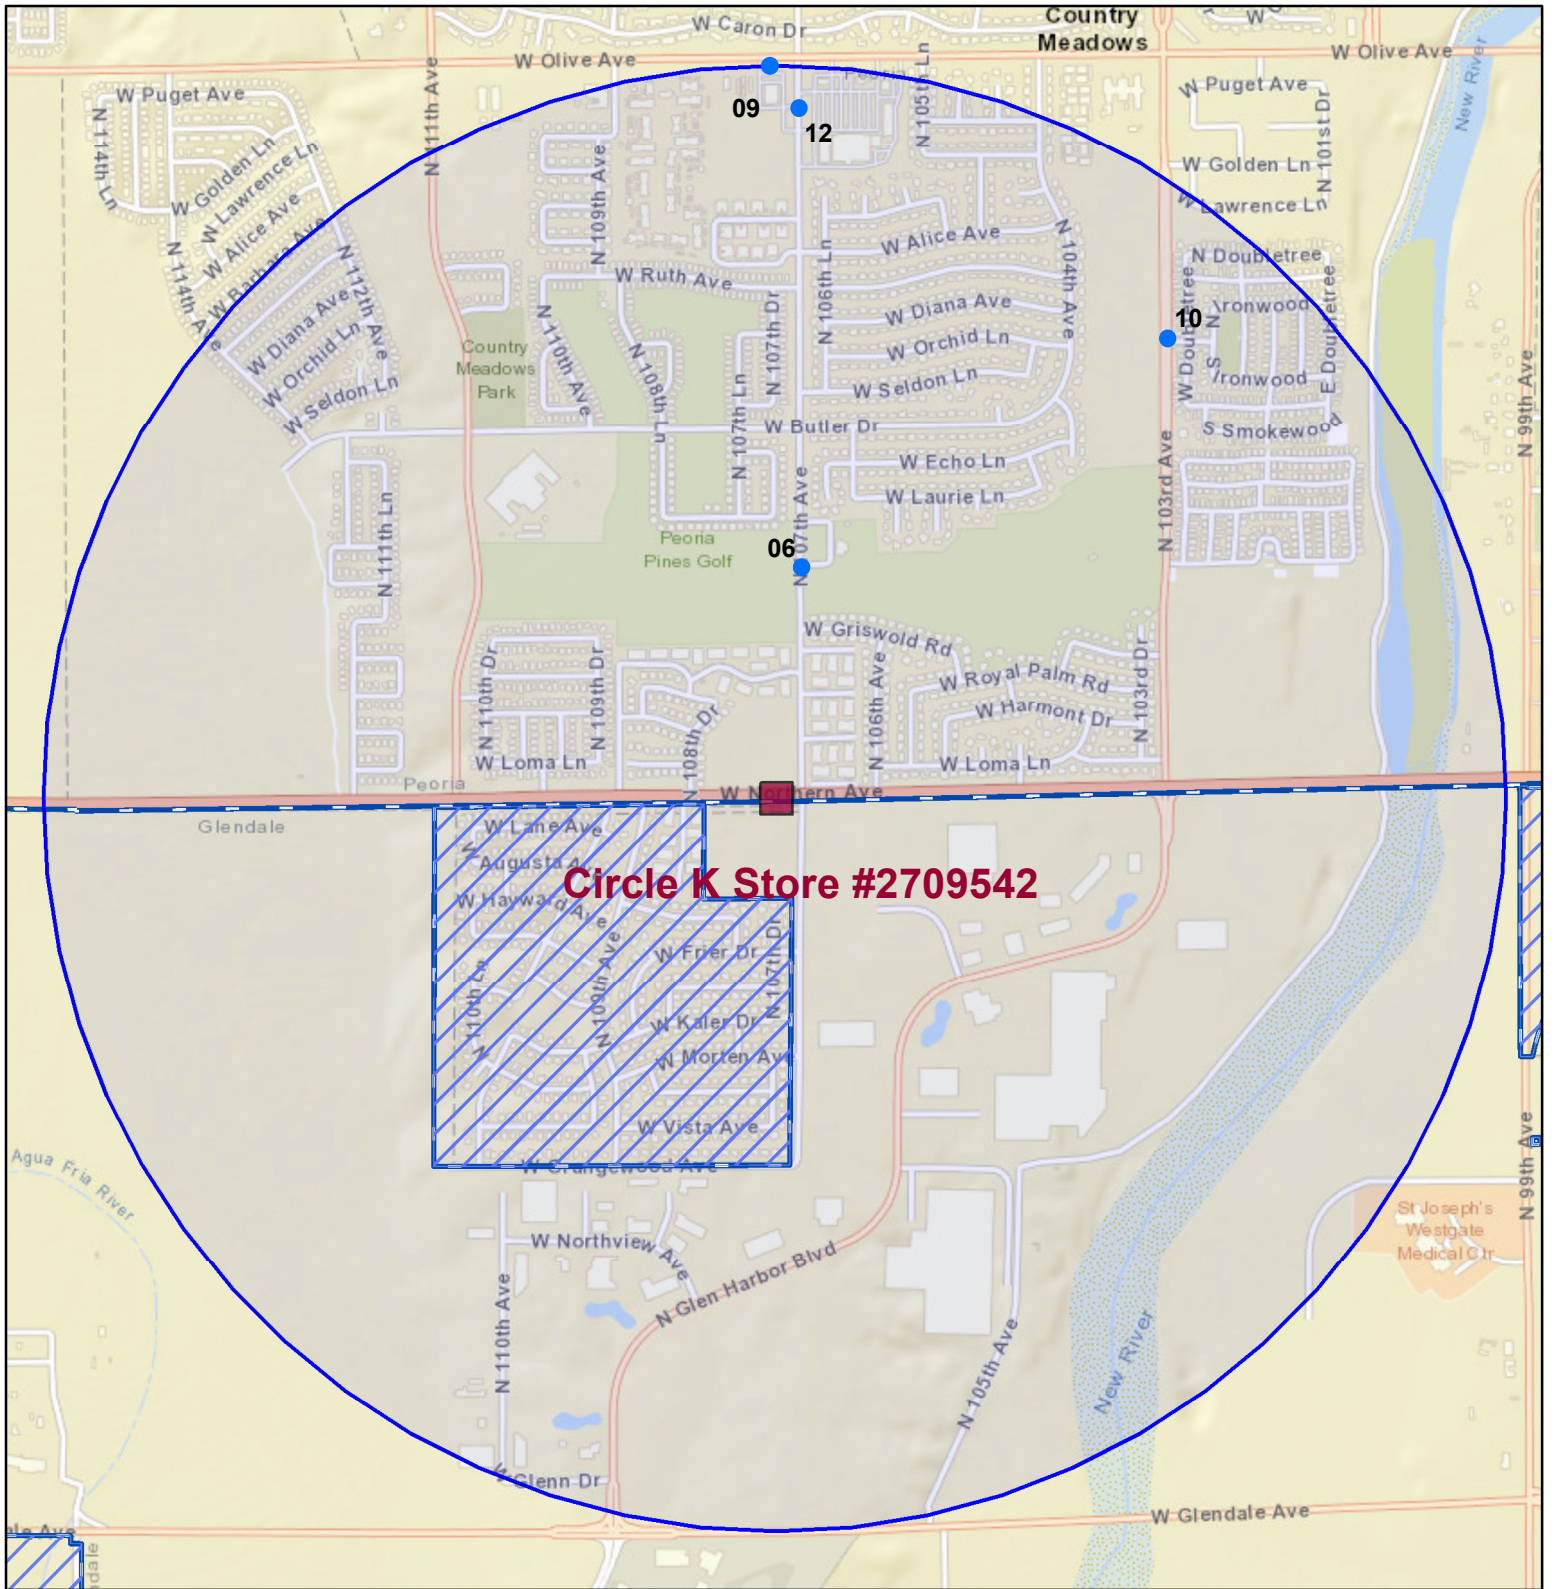 W Caron Dr
Country
Meadows
W Olive Ave
W Olive Ave
Peoria
New River
W Puget Ave
W Puget Ave
N 111th Ave
N 105th Ln
N 114th Ln
09
12
N 101st Dr
W Golden Ln
W Golden Ln
W Lawrence Ln
W Lawrence Ln
N 109th Ave
W Alice Ave
W Alice Ave
W Barbara Ave
N 114th Ave
N 112th Ave
N 104th Ave
N Doubletree
W Ruth Ave
N 106th Ln
W Doubletree
E Doubletree
Ironwood
W Diana Ave
W Diana Ave
N 107th Dr
N 110th Ave
10
W Orchid Ln
W Orchid Ln
Country
Meadows
Park
N 108th Ln
W Seldon Ln
W Seldon Ln
Ironwood
N 107th Ln
N 99th Ave
W Butler Dr
S Smokewood
W Echo Ln
N 103rd Ave
W Laurie Ln
N 111th Ln
Peoria
Pines Golf
06
N 107th Ave
W Griswold Rd
N 110th Dr
N 109th Dr
N 106th Ave
W Royal Palm Rd
N 103rd Dr
W Harmont Dr
N 108th Dr
W Loma Ln
W Loma Ln
Peoria
W Northern Ave
Glendale
W Lane Ave
W Augusta Ave
Circle K Store #2709542
W Hayward Ave
W Frier Dr
N 107th Dr
N 110th Ln
N 109th Ave
W Kaler Dr
W Morten Ave
W Vista Ave
W Orangewood Ave
Agua Fria River
N 99th Ave
St Joseph's
Westgate
Medical Ctr
W Northview Ave
N Glen Harbor Blvd
N 110th Ave
N 105th Ave
New River
W Glenn Dr
W Glendale Ave
ale Ave
ndale